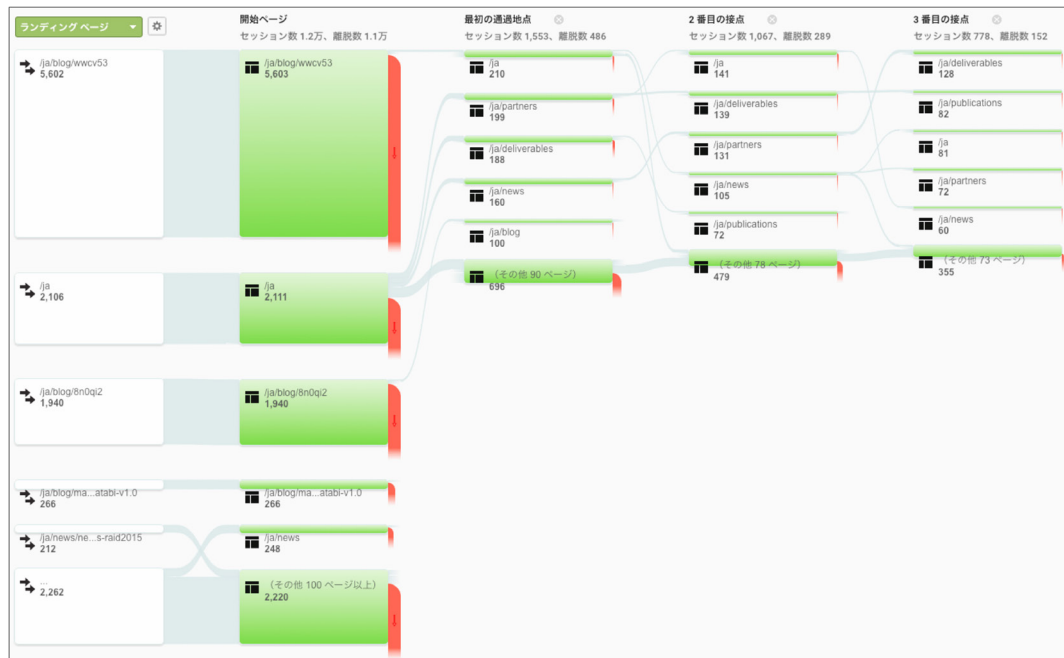 ランディング ページ
開始ページ
セッション数 1.2万、離脱数 1.1万
最初の通過地点
セッション数 1,553、離脱数 486
2 番目の接点
セッション数 1,067、離脱数 289
3 番目の接点
セッション数 778、離脱数 152
/ja/blog/wwcv53
5,602
/ja
2,106
/ja/blog/8n0qi2
1,940
/ja/blog/ma...atabi-v1.0
266
/ja/news/ne...s-raid2015
212
...
2,262
/ja/blog/wwcv53
5,603
/ja
2,111
/ja/blog/8n0qi2
1,940
/ja/blog/ma...atabi-v1.0
266
/ja/news
248
（その他 100 ページ以上）
2,220
/ja
210
/ja/partners
199
/ja/deliverables
188
/ja/news
160
/ja/blog
100
（その他 90 ページ）
696
/ja
141
/ja/deliverables
139
/ja/partners
131
/ja/news
105
/ja/publications
72
（その他 78 ページ）
479
/ja/deliverables
128
/ja/publications
82
/ja
81
/ja/partners
72
/ja/news
60
（その他 73 ページ）
355